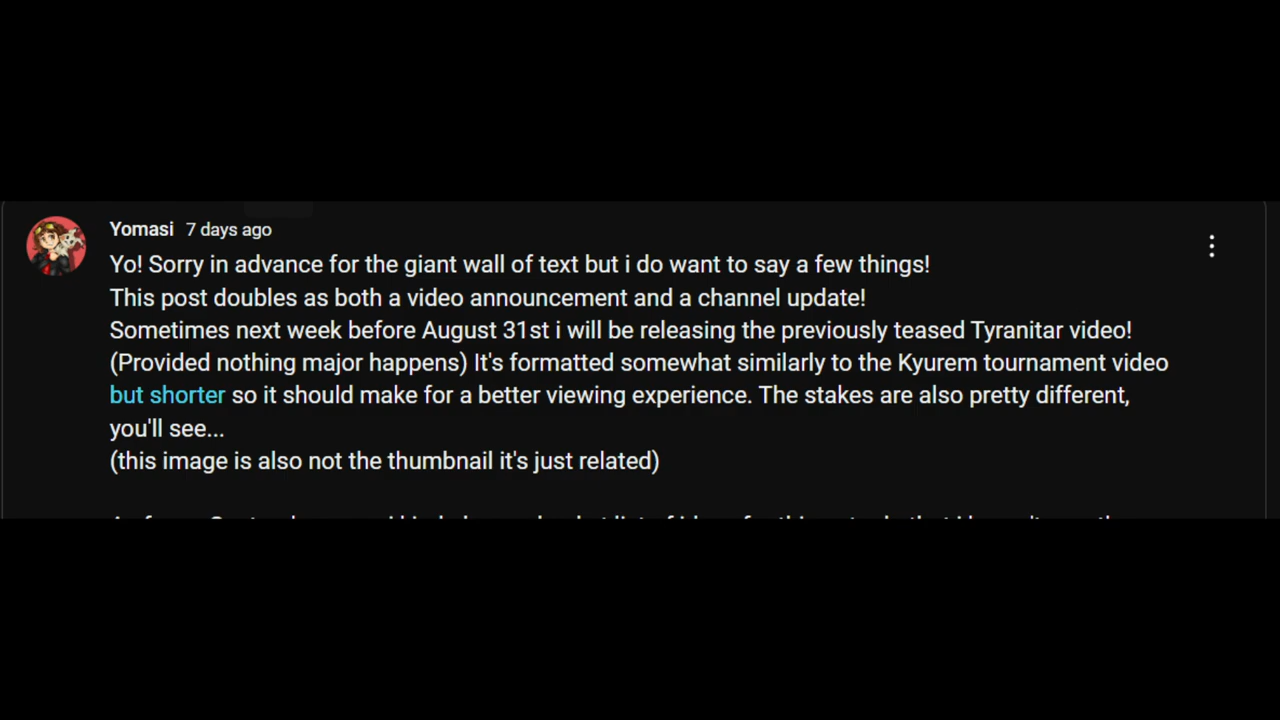 Yomasi 7 days ago
Yo! Sorry in advance for the giant wall of text but i do want to say a few things!
This post doubles as both a video announcement and a channel update!
Sometimes next week before August 31st i will be releasing the previously teased Tyranitar video!
(Provided nothing major happens) It's formatted somewhat similarly to the Kyurem tournament video
but shorter so it should make for a better viewing experience. The stakes are also pretty different,
you'll see...
(this image is also not the thumbnail it's just related)